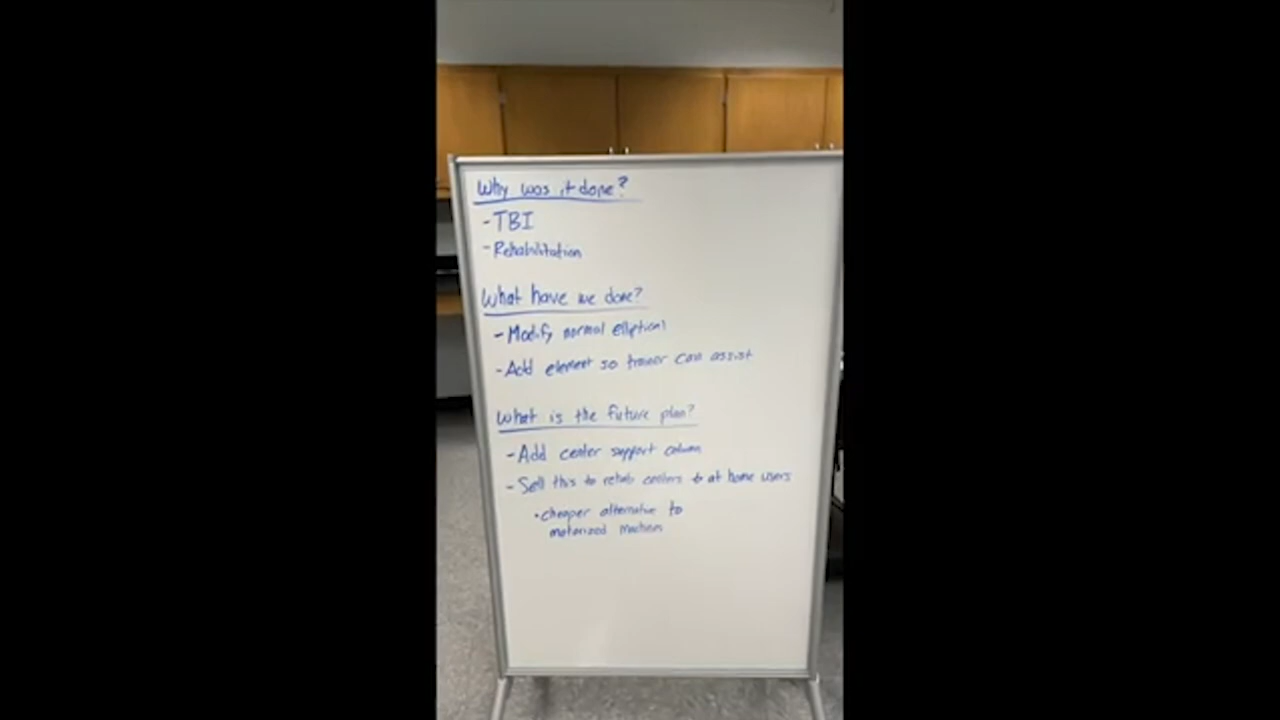 Why was it done?
- TBI
- Rehabilitation
What have we done?
- Modify normal elliptical
- Add element so trainer can assist
What is the future plan?
- Add center support column
- Sell this to rehab centers & at home users
• cheaper alternative to
motorized machines